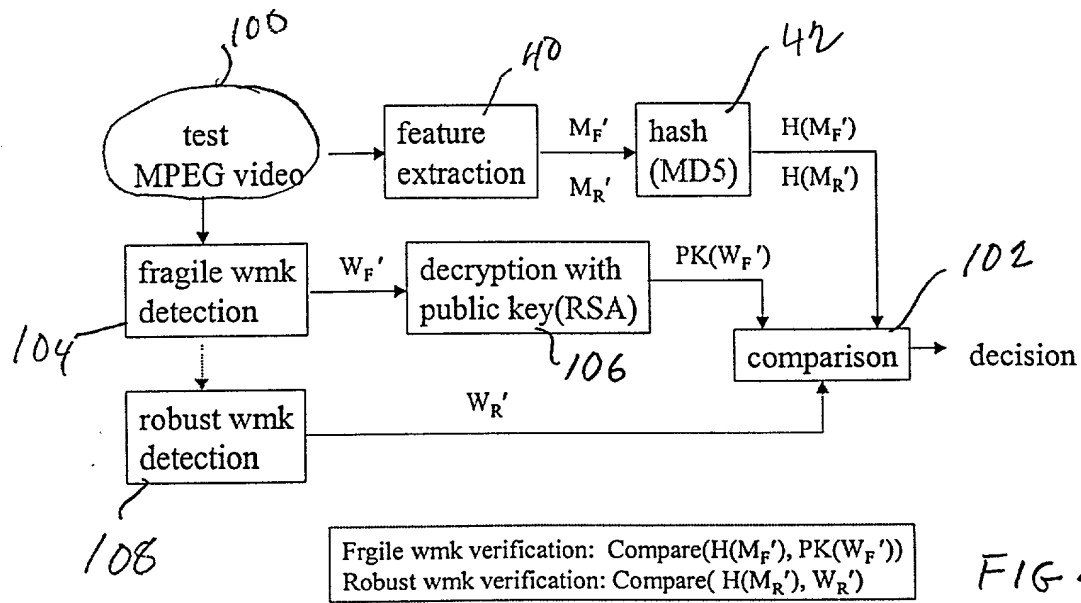 100
40
42
test
MPEG video
feature
extraction
M_F'
M_R'
hash
(MD5)
H(M_F')
H(M_R')
fragile wmk
detection
104
W_F'
decryption with
public key(RSA)
106
PK(W_F')
102
comparison
decision
robust wmk
detection
108
W_R'
Frgile wmk verification: Compare(H(M_F'), PK(W_F'))
Robust wmk verification: Compare( H(M_R'), W_R')
FIG.